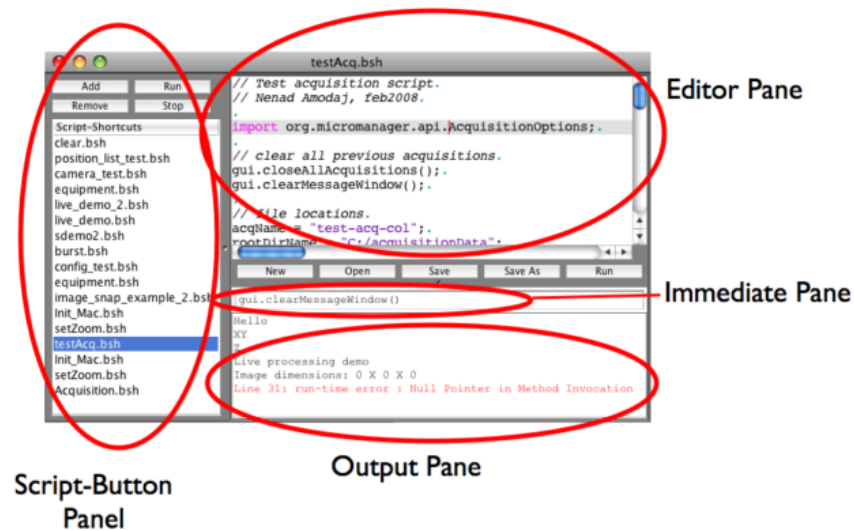 testAcq.bsh
Add Run
Remove Stop
Script-Shortcuts
clear.bsh
position_list_test.bsh
camera_test.bsh
equipment.bsh
live_demo_2.bsh
live_demo.bsh
sdemo2.bsh
burst.bsh
config_test.bsh
equipment.bsh
image_snap_example_2.bsh
Init_Mac.bsh
setZoom.bsh
testAcq.bsh
Init_Mac.bsh
setZoom.bsh
Acquisition.bsh
// Test acquisition script.
// Nenad Amodaj, feb2008.
.
import org.micromanager.api.AcquisitionOptions;.
.
// clear all previous acquisitions.
gui.closeAllAcquisitions();.
gui.clearMessageWindow();.
.
// file locations.
acqName = "test-acq-col";.
rootDirName = "C:/acquisitionData";.
New Open Save Save As Run
gui.clearMessageWindow()
Hello
XY
Z
Live processing demo
Image dimensions: 0 X 0 X 0
Line 31: run-time error : Null Pointer in Method Invocation
Editor Pane
Immediate Pane
Output Pane
Script-Button
Panel